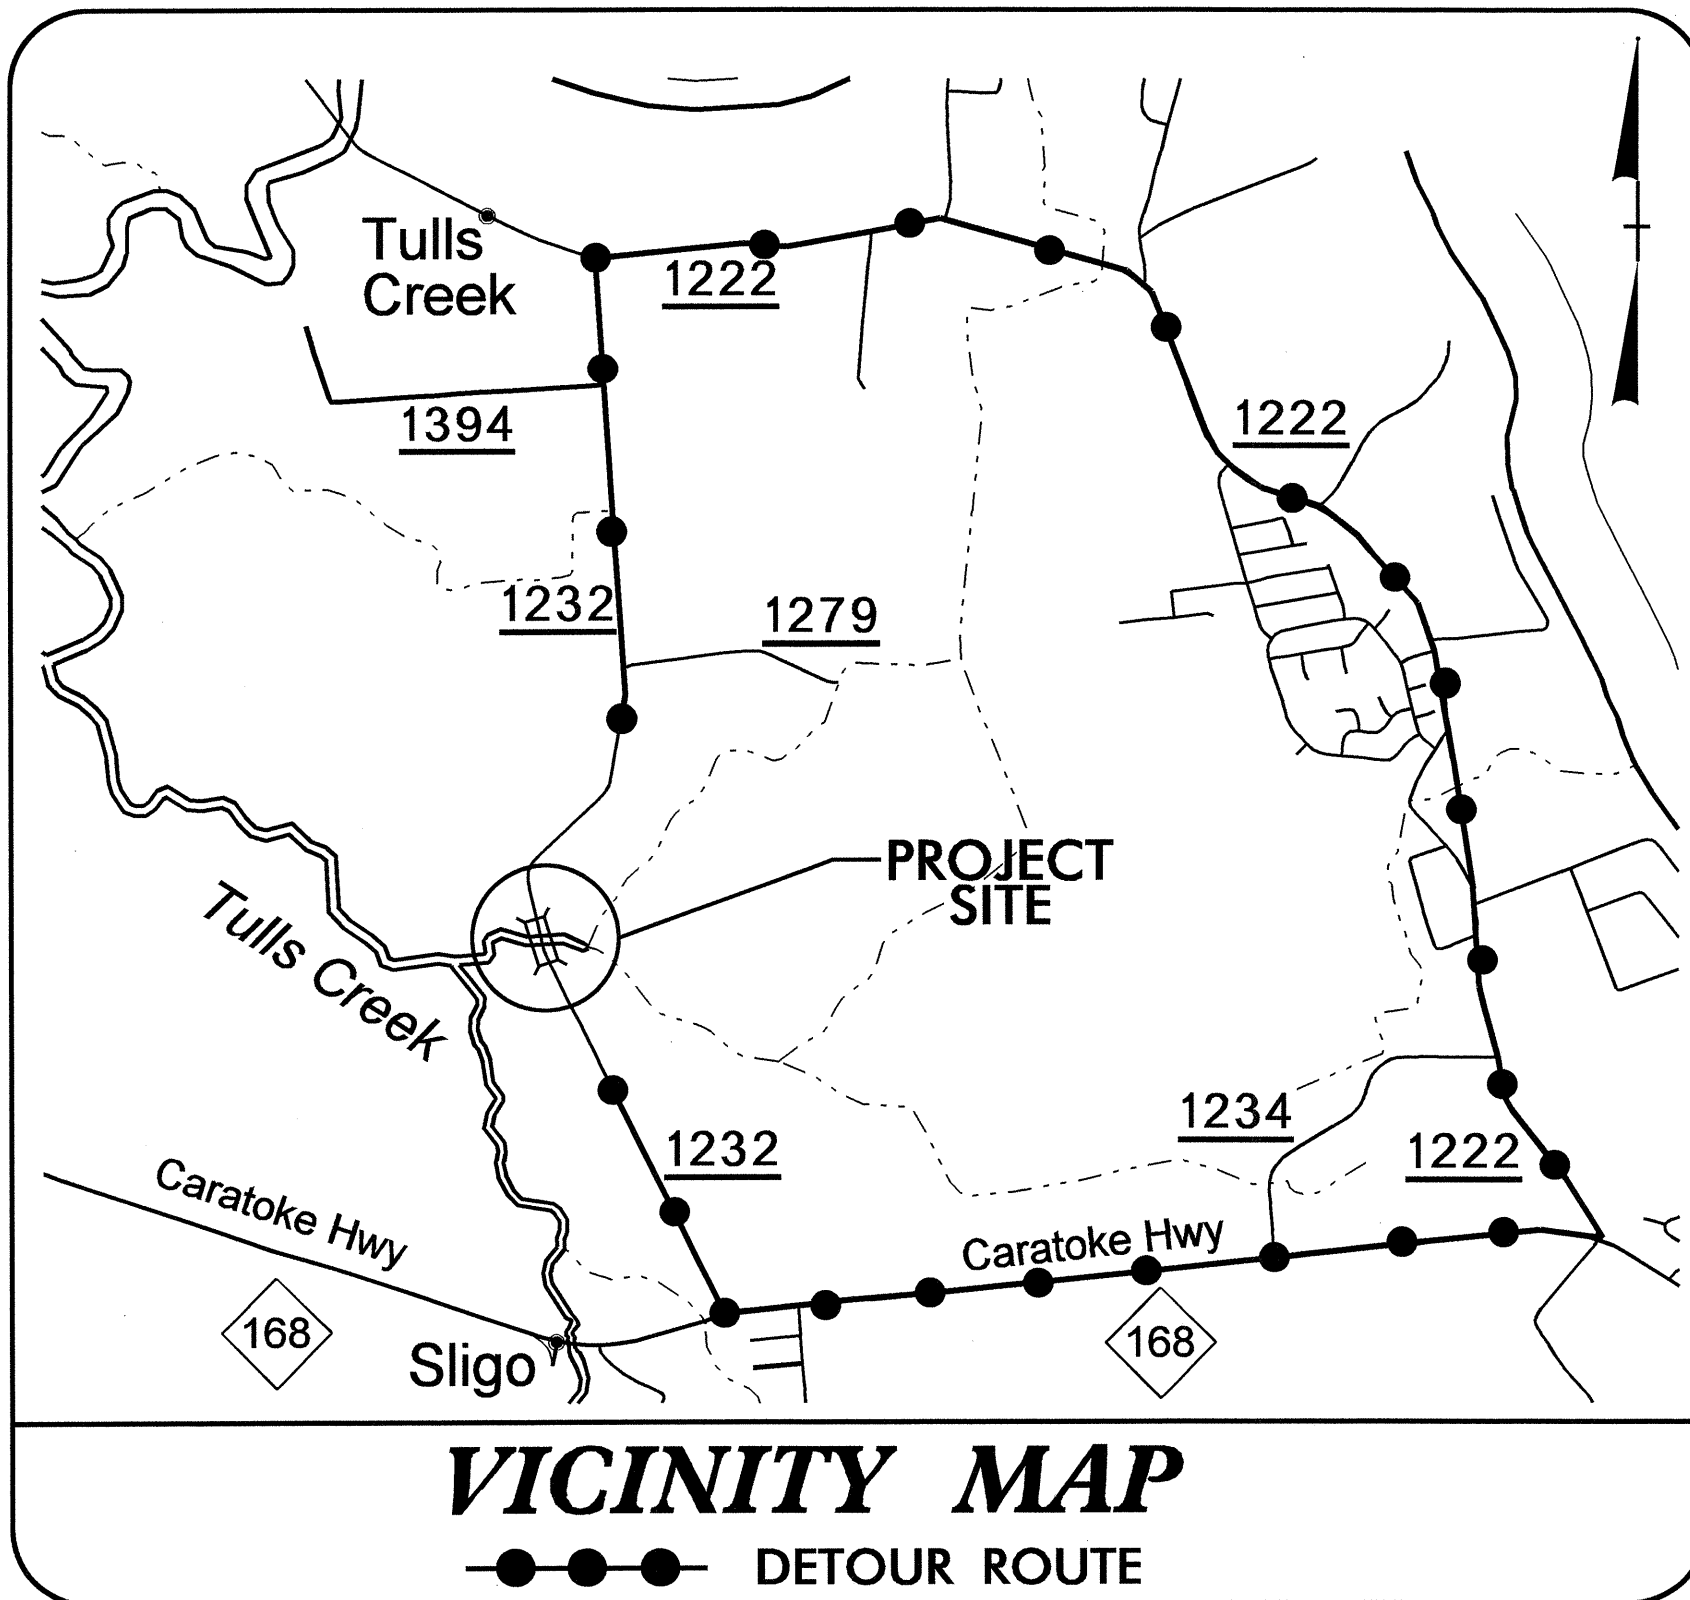 Tulls
Creek
1222
1394
1222
1232
1279
PROJECT
SITE
Tulls Creek
1234
1232
1222
Caratoke Hwy
Caratoke Hwy
168
168
Sligo
VICINITY MAP
DETOUR ROUTE